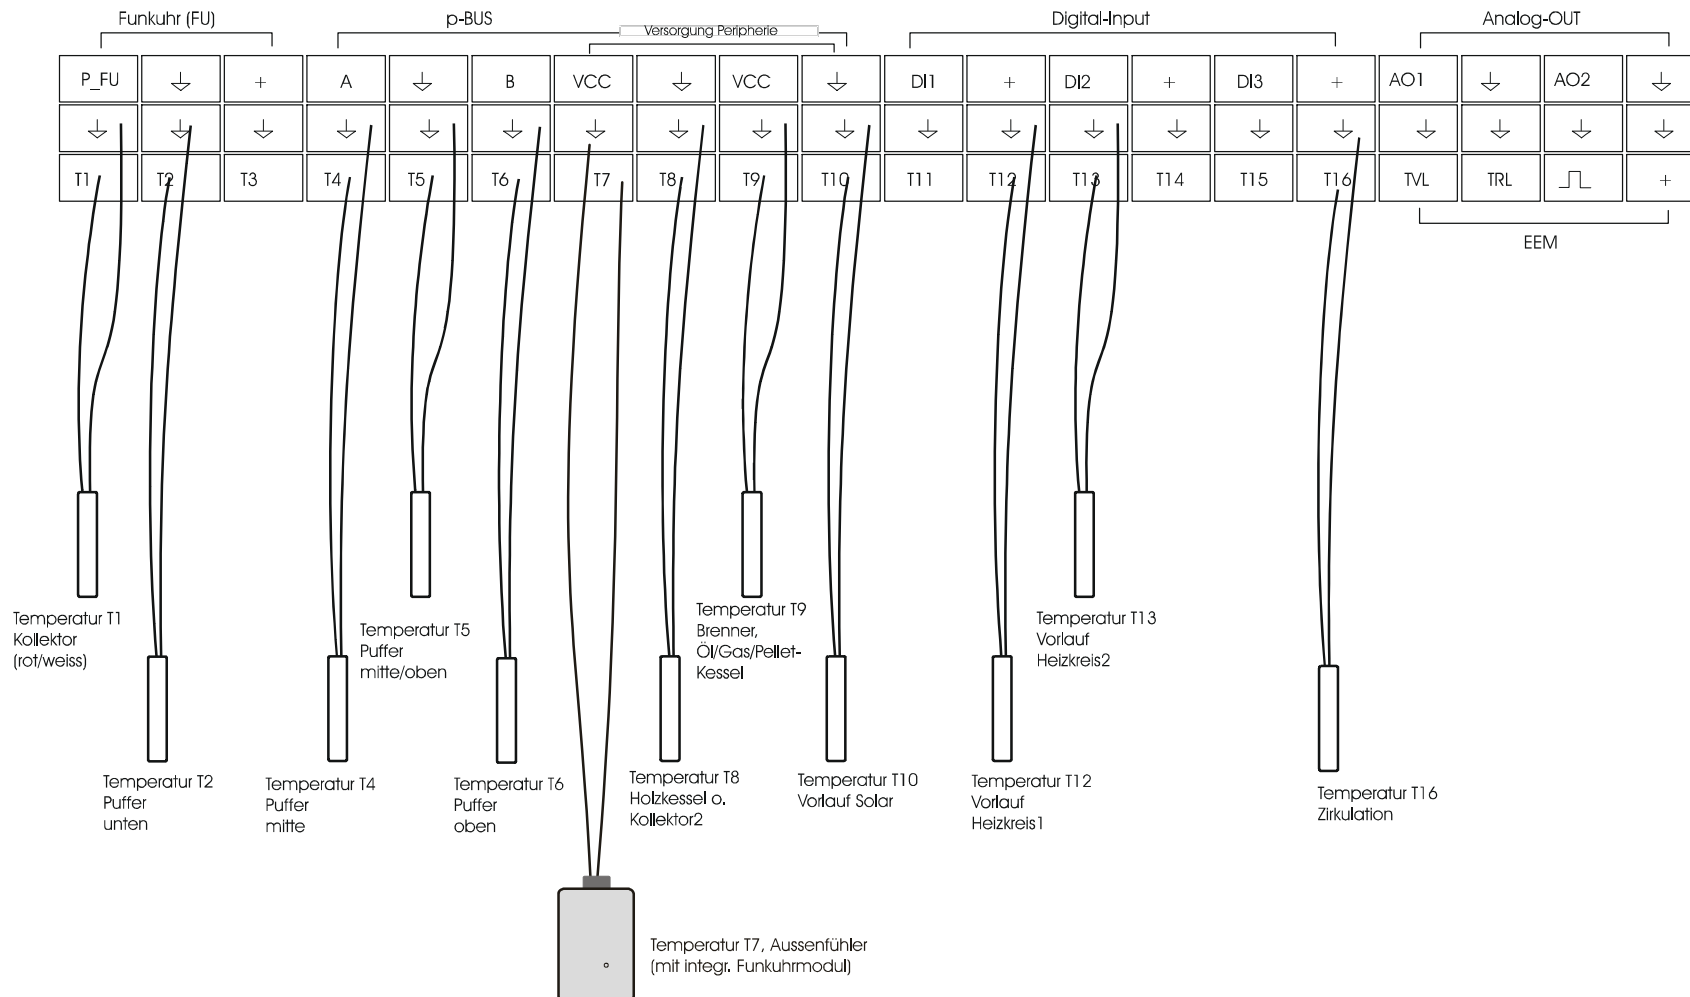 Funkuhr (FU)
p-BUS
Versorgung Peripherie
Digital-Input
Analog-OUT
P_FU + A B VCC VCC DI1 + DI2 + DI3 + AO1 AO2
T1 T2 T3 T4 T5 T6 T7 T8 T9 T10 T11 T12 T13 T14 T15 T16 TVL TRL +
EEM
Temperatur T1
Kollektor
(rot/weiss)
Temperatur T2
Puffer
unten
Temperatur T4
Puffer
mitte
Temperatur T5
Puffer
mitte/oben
Temperatur T6
Puffer
oben
Temperatur T8
Holzkessel o.
Kollektor2
Temperatur T9
Brenner,
Öl/Gas/Pellet-
Kessel
Temperatur T10
Vorlauf Solar
Temperatur T12
Vorlauf
Heizkreis1
Temperatur T13
Vorlauf
Heizkreis2
Temperatur T16
Zirkulation
Temperatur T7, Aussenfühler
(mit integr. Funkuhrmodul)